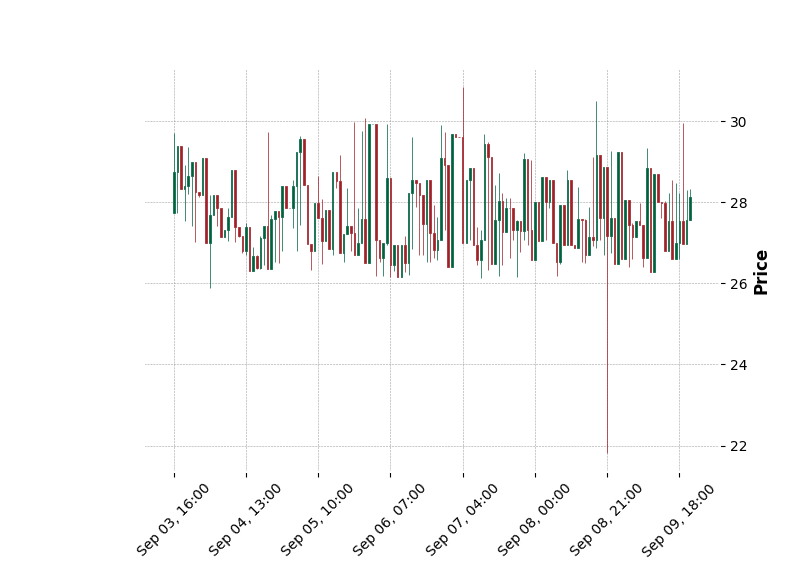 30
28
26
24
22
Price
Sep 03, 16:00
Sep 04, 13:00
Sep 05, 10:00
Sep 06, 07:00
Sep 07, 04:00
Sep 08, 00:00
Sep 08, 21:00
Sep 09, 18:00